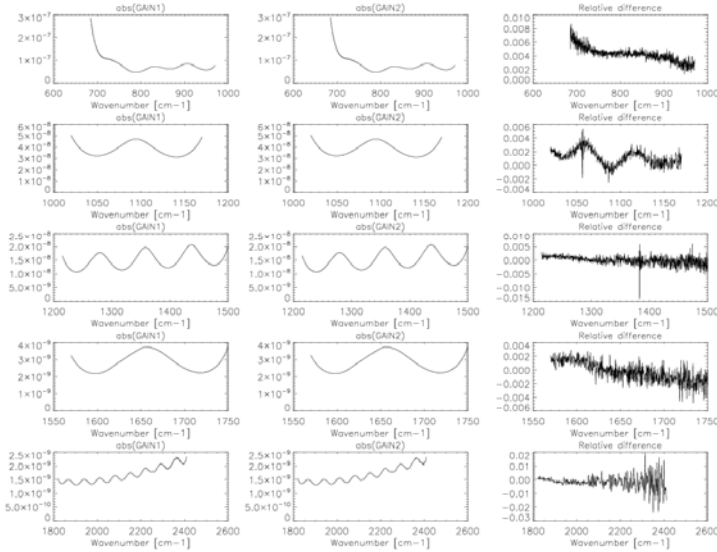 abs(GAIN1) abs(GAIN2) Relative difference
3×10⁻⁷ 3×10⁻⁷ 0.010
2×10⁻⁷ 2×10⁻⁷ 0.008
0.006
1×10⁻⁷ 1×10⁻⁷ 0.004
0.002
0 0 0.000
600 700 800 900 1000 600 700 800 900 1000 600 700 800 900 1000
Wavenumber [cm-1] Wavenumber [cm-1] Wavenumber [cm-1]
abs(GAIN1) abs(GAIN2) Relative difference
6×10⁻⁸ 6×10⁻⁸ 0.006
5×10⁻⁸ 5×10⁻⁸ 0.004
4×10⁻⁸ 4×10⁻⁸ 0.002
3×10⁻⁸ 3×10⁻⁸ 0.000
2×10⁻⁸ 2×10⁻⁸ −0.002
1×10⁻⁸ 1×10⁻⁸ −0.004
0 0
1000 1050 1100 1150 1200 1000 1050 1100 1150 1200 1000 1050 1100 1150 1200
Wavenumber [cm-1] Wavenumber [cm-1] Wavenumber [cm-1]
abs(GAIN1) abs(GAIN2) Relative difference
2.5×10⁻⁸ 2.5×10⁻⁸ 0.010
2.0×10⁻⁸ 2.0×10⁻⁸ 0.005
1.5×10⁻⁸ 1.5×10⁻⁸ 0.000
1.0×10⁻⁸ 1.0×10⁻⁸ −0.005
5.0×10⁻⁹ 5.0×10⁻⁹ −0.010
0 0 −0.015
1200 1300 1400 1500 1200 1300 1400 1500 1200 1300 1400 1500
Wavenumber [cm-1] Wavenumber [cm-1] Wavenumber [cm-1]
abs(GAIN1) abs(GAIN2) Relative difference
4×10⁻⁹ 4×10⁻⁹ 0.004
3×10⁻⁹ 3×10⁻⁹ 0.002
2×10⁻⁹ 2×10⁻⁹ 0.000
−0.002
1×10⁻⁹ 1×10⁻⁹ −0.004
0 0 −0.006
1550 1600 1650 1700 1750 1550 1600 1650 1700 1750 1550 1600 1650 1700 1750
Wavenumber [cm-1] Wavenumber [cm-1] Wavenumber [cm-1]
abs(GAIN1) abs(GAIN2) Relative difference
2.5×10⁻⁹ 2.5×10⁻⁹ 0.02
2.0×10⁻⁹ 2.0×10⁻⁹ 0.01
1.5×10⁻⁹ 1.5×10⁻⁹ 0.00
1.0×10⁻⁹ 1.0×10⁻⁹ −0.01
5.0×10⁻¹⁰ 5.0×10⁻¹⁰ −0.02
0 0 −0.03
1800 2000 2200 2400 2600 1800 2000 2200 2400 2600 1800 2000 2200 2400 2600
Wavenumber [cm-1] Wavenumber [cm-1] Wavenumber [cm-1]